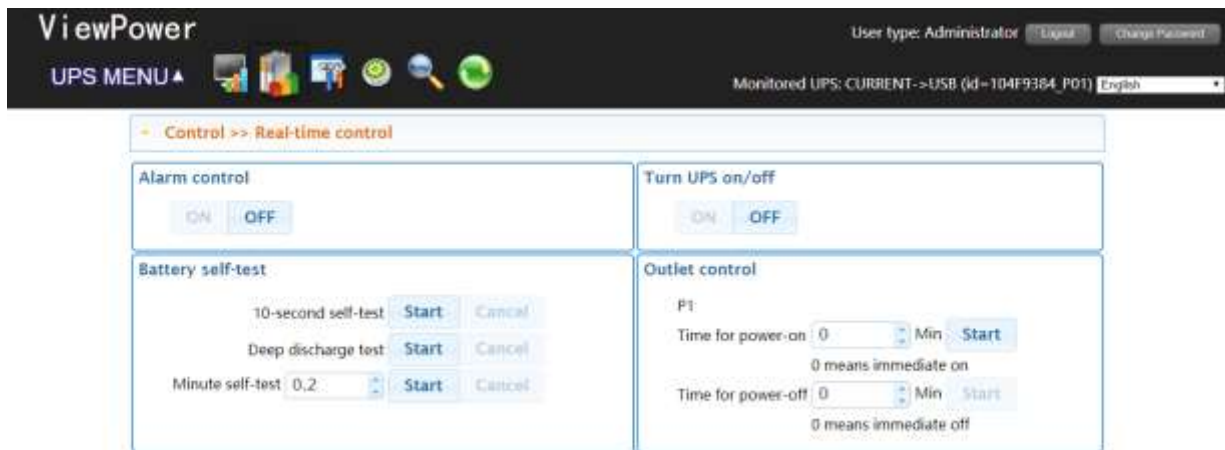 ViewPower
User type: Administrator Logout Change Password
UPS MENU▲
Monitored UPS: CURRENT->USB (id=104F9384_P01) English
Control >> Real-time control
Alarm control
ON OFF
Turn UPS on/off
ON OFF
Battery self-test
10-second self-test Start Cancel
Deep discharge test Start Cancel
Minute self-test 0.2 Start Cancel
Outlet control
P1
Time for power-on 0 Min Start
0 means immediate on
Time for power-off 0 Min Start
0 means immediate off